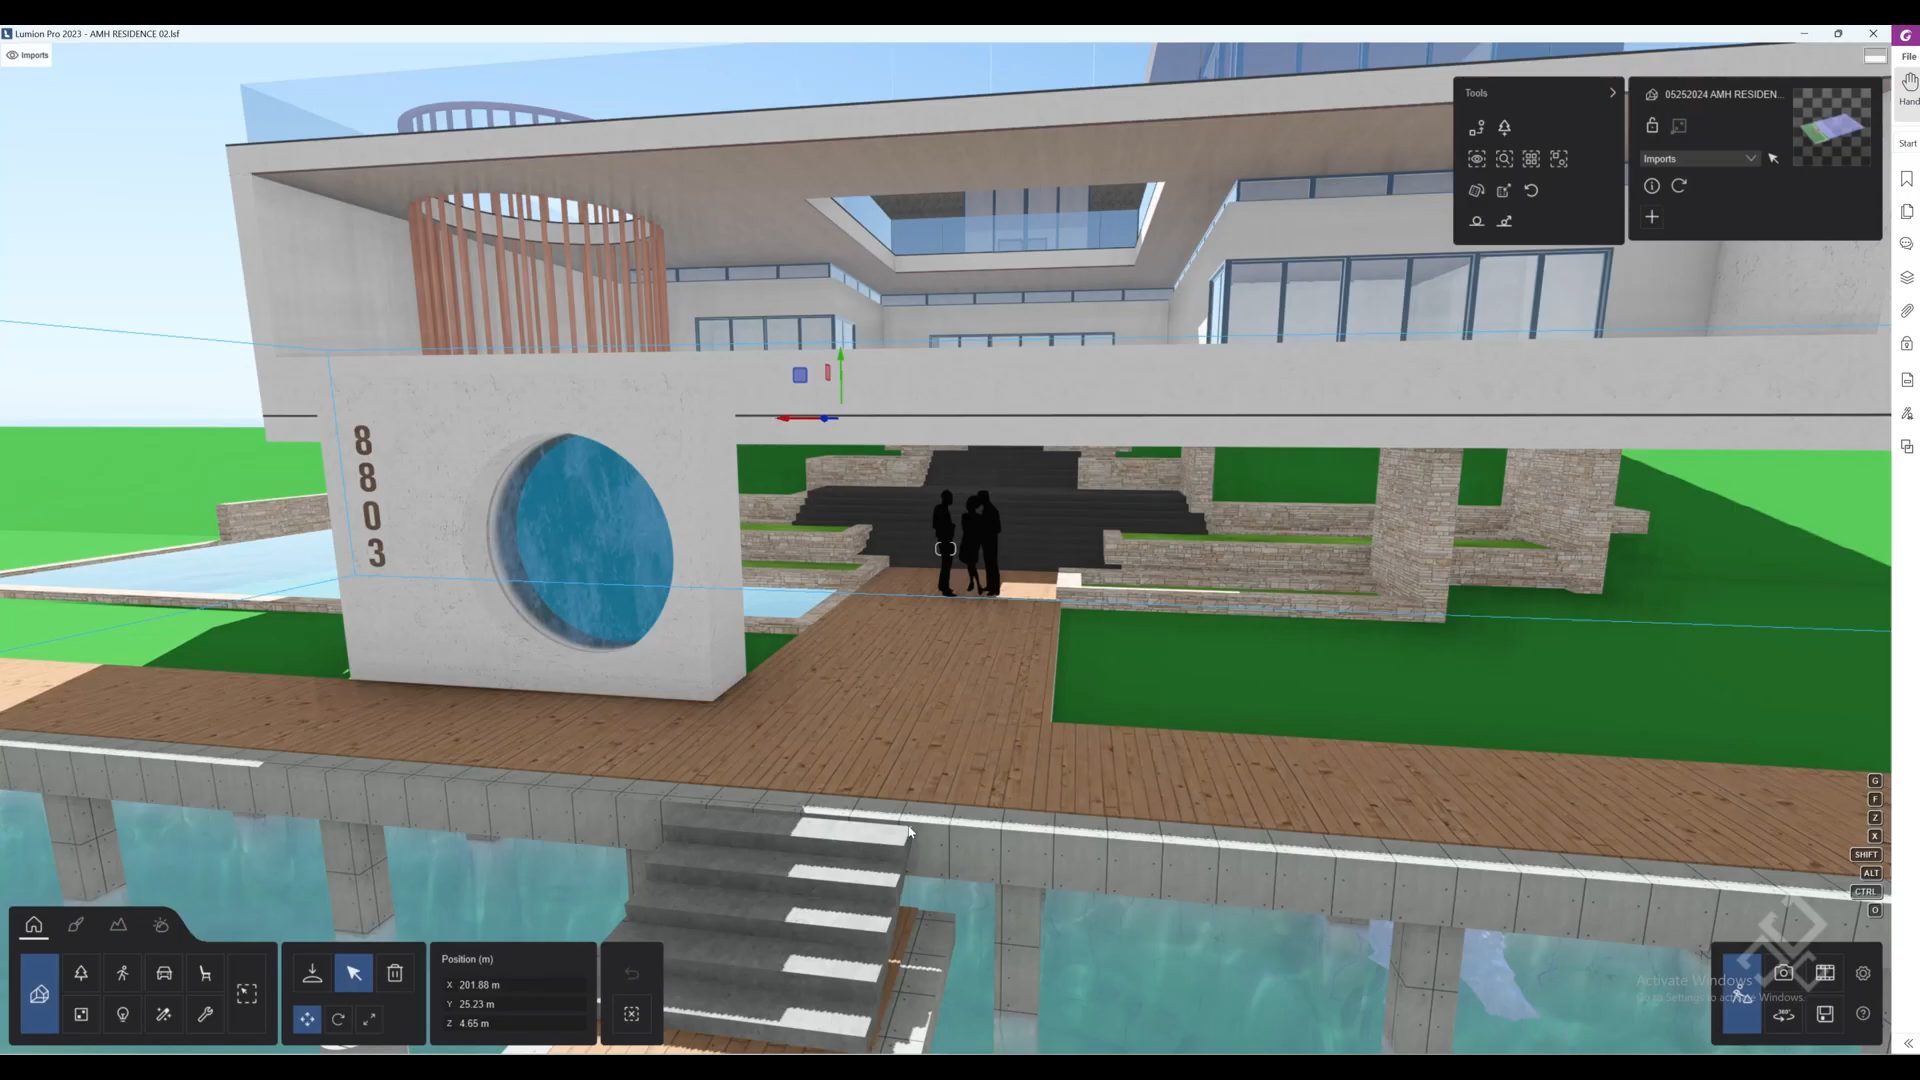 Lumion Pro 2023 - AMH RESIDENCE 02.lsf
Imports
File
Hand
Start
Tools
05252024 AMH RESIDEN...
Imports
8
8
0
3
G
F
Z
X
SHIFT
ALT
CTRL
O
Position (m)
X 201.88 m
Y 25.23 m
Z 4.65 m
360°
Activate Windows
Go to Settings to activate Windows.